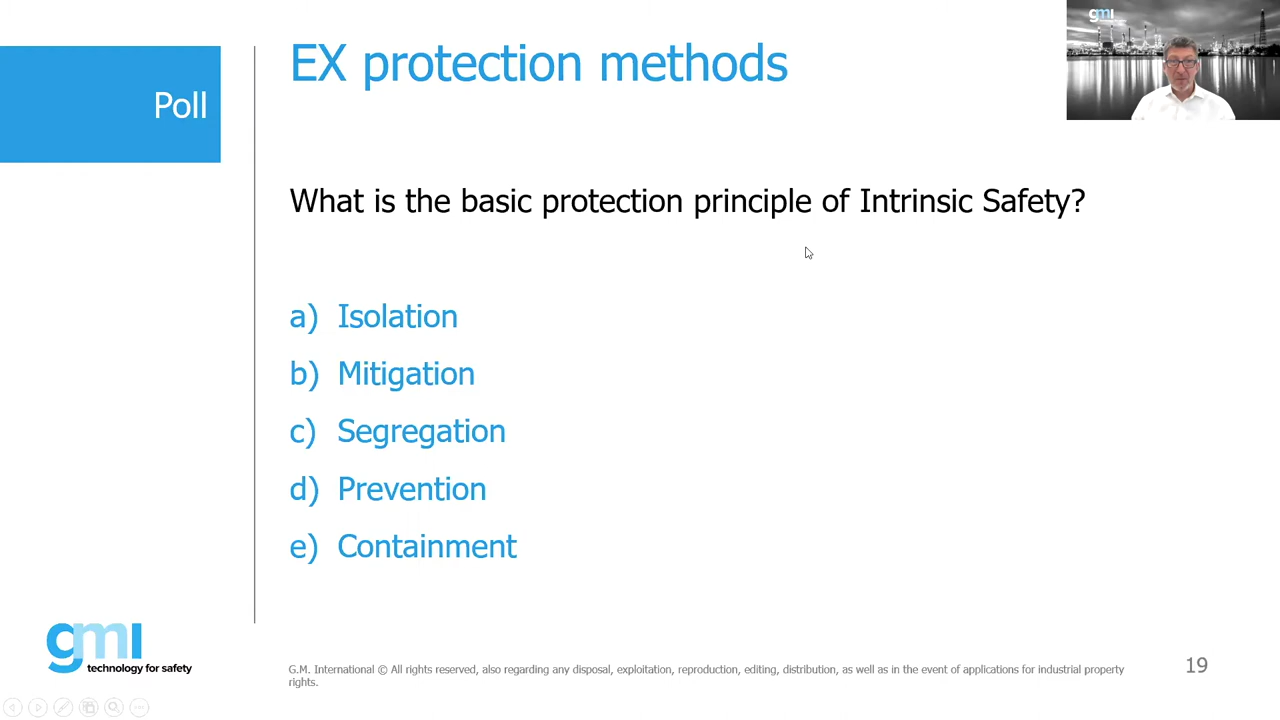 EX protection methods
gmi
Poll
What is the basic protection principle of Intrinsic Safety?
a) Isolation
b) Mitigation
c) Segregation
d) Prevention
e) Containment
gmi
technology for safety
G.M. International © All rights reserved, also regarding any disposal, exploitation, reproduction, editing, distribution, as well as in the event of applications for industrial property
rights.
19